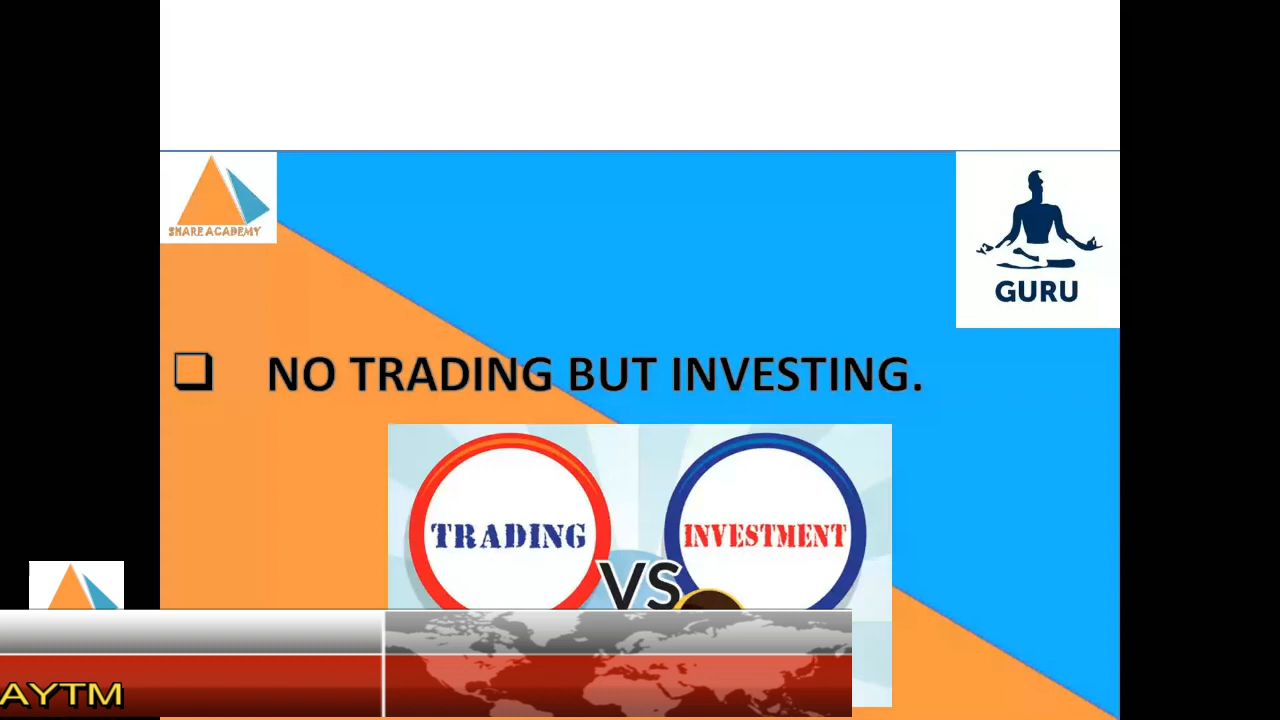 SHARE ACADEMY
GURU
❑ NO TRADING BUT INVESTING.
TRADING
INVESTMENT
VS
AYTM